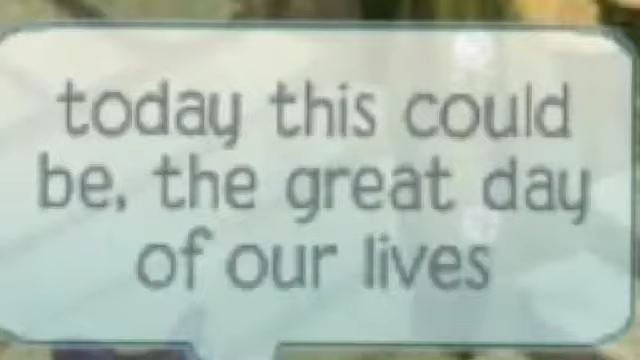 today this could
be, the great day
of our lives